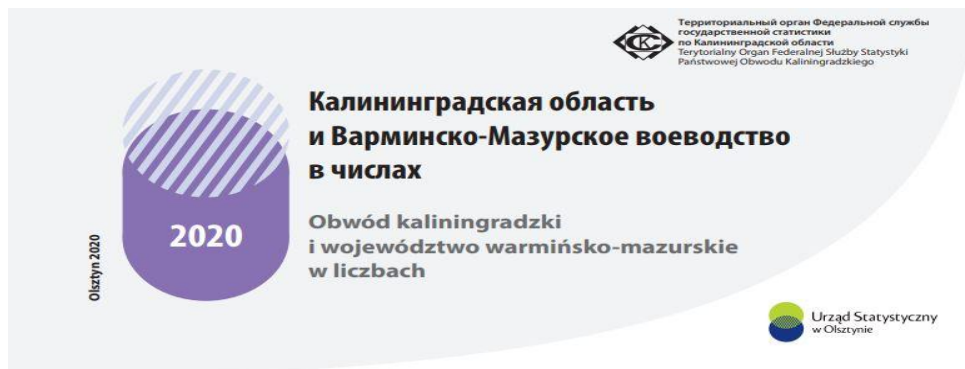 Территориальный орган Федеральной службы
государственной статистики
по Калининградской области
Terytorialny Organ Federalnej Służby Statystyki
Państwowej Obwodu Kaliningradzkiego
Калининградская область
и Варминско-Мазурское воеводство
в числах
2020
Obwód kaliningradzki
i województwo warmińsko-mazurskie
w liczbach
Olsztyn 2020
Urząd Statystyczny
w Olsztynie